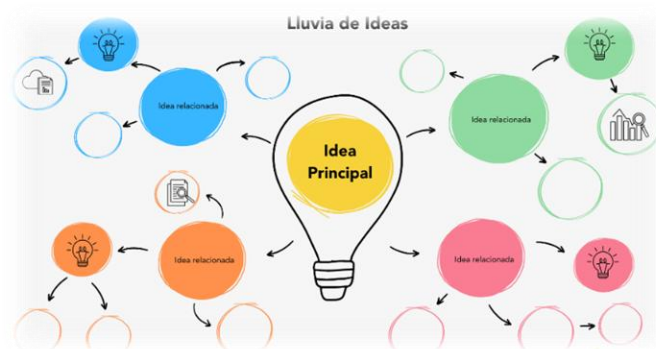 Lluvia de Ideas
Idea relacionada
Idea relacionada
Idea
Principal
Idea relacionada
Idea relacionada